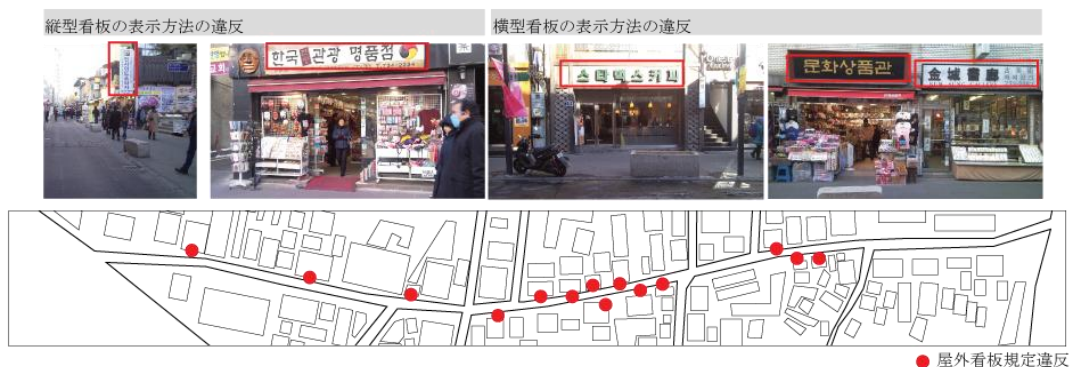 縦型看板の表示方法の違反
横型看板の表示方法の違反
한국 관광 명품점
스타벅스커피
문화상품관
金城書廊
屋外看板規定違反